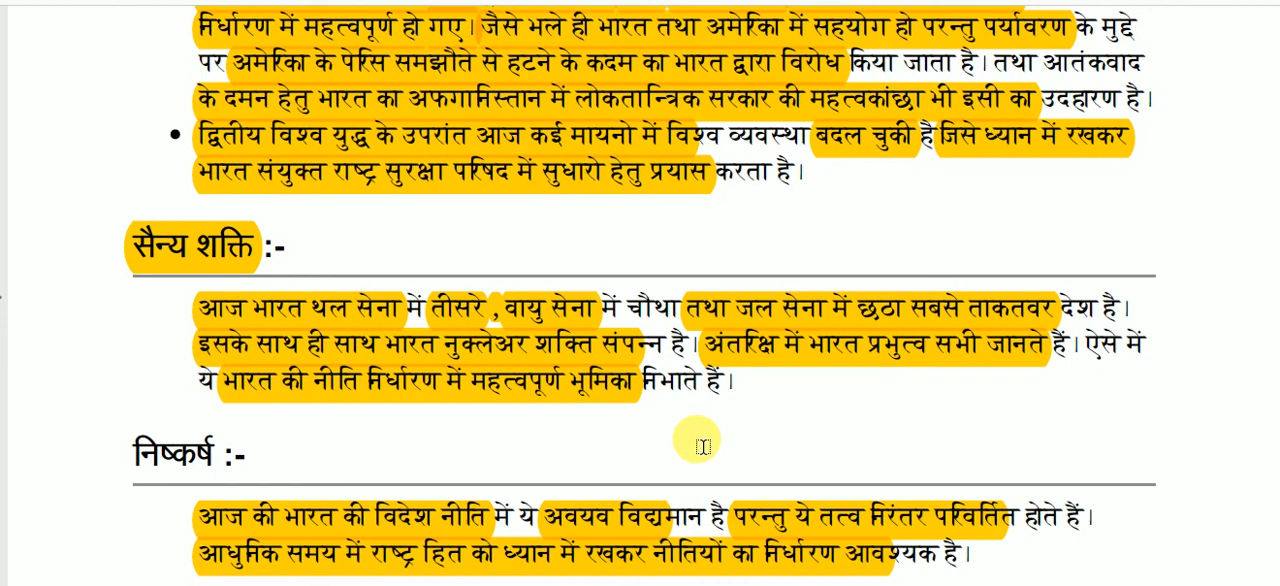 निर्धारण में महत्वपूर्ण हो गए। जैसे भले ही भारत तथा अमेरिका में सहयोग हो परन्तु पर्यावरण के मुद्दे
पर अमेरिका के पेरिस समझौते से हटने के कदम का भारत द्वारा विरोध किया जाता है। तथा आतंकवाद
के दमन हेतु भारत का अफगानिस्तान में लोकतान्त्रिक सरकार की महत्वकांछा भी इसी का उदहारण है।
• द्वितीय विश्व युद्ध के उपरांत आज कई मायनो में विश्व व्यवस्था बदल चुकी है जिसे ध्यान में रखकर
भारत संयुक्त राष्ट्र सुरक्षा परिषद में सुधारो हेतु प्रयास करता है।
सैन्य शक्ति :-
आज भारत थल सेना में तीसरे , वायु सेना में चौथा तथा जल सेना में छठा सबसे ताकतवर देश है।
इसके साथ ही साथ भारत नुक्लेअर शक्ति संपन्न है। अंतरिक्ष में भारत प्रभुत्व सभी जानते हैं। ऐसे में
ये भारत की नीति निर्धारण में महत्वपूर्ण भूमिका निभाते हैं।
निष्कर्ष :-
आज की भारत की विदेश नीति में ये अवयव विद्यमान है परन्तु ये तत्व निरंतर परिवर्तित होते हैं।
आधुनिक समय में राष्ट्र हित को ध्यान में रखकर नीतियों का निर्धारण आवश्यक है।